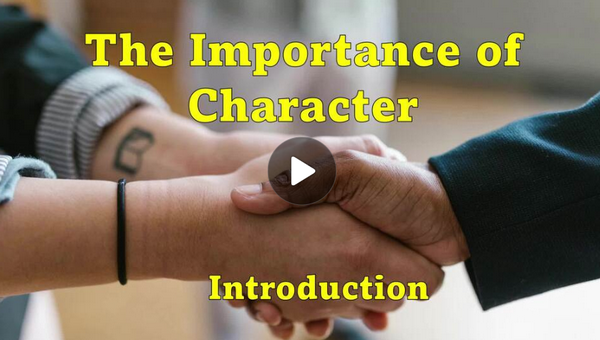 The Importance of
Character
Introduction